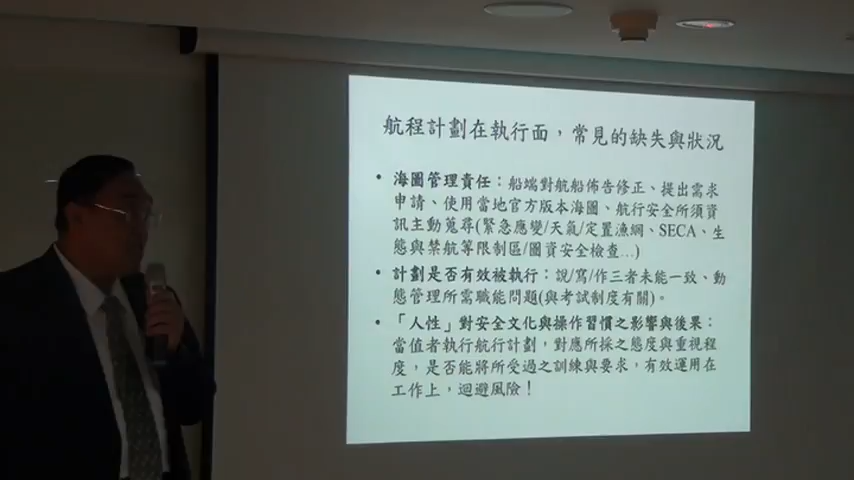 航程計劃在執行面，常見的缺失與狀況
• 海圖管理責任：船端對航船佈告修正、提出需求
申請、使用當地官方版本海圖、航行安全所須資
訊主動蒐尋(緊急應變/天氣/定置漁網、SECA、生
態與禁航等限制區/圖資安全檢查…)
• 計劃是否有效被執行：說/寫/作三者未能一致、動
態管理所需職能問題(與考試制度有關)。
• 「人性」對安全文化與操作習慣之影響與後果：
當值者執行航行計劃，對應所採之態度與重視程
度，是否能將所受過之訓練與要求，有效運用在
工作上，迴避風險！